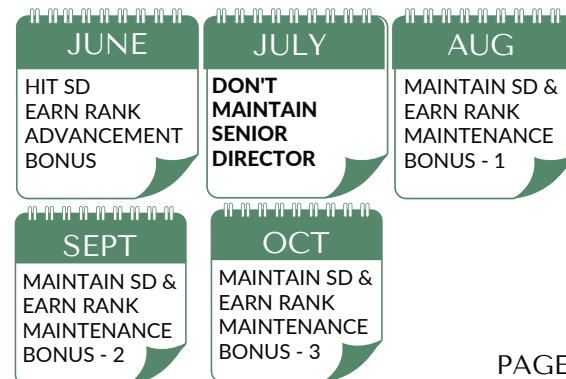 JUNE
HIT SD
EARN RANK
ADVANCEMENT
BONUS
JULY
DON'T
MAINTAIN
SENIOR
DIRECTOR
AUG
MAINTAIN SD &
EARN RANK
MAINTENANCE
BONUS - 1
SEPT
MAINTAIN SD &
EARN RANK
MAINTENANCE
BONUS - 2
OCT
MAINTAIN SD &
EARN RANK
MAINTENANCE
BONUS - 3
PAGE